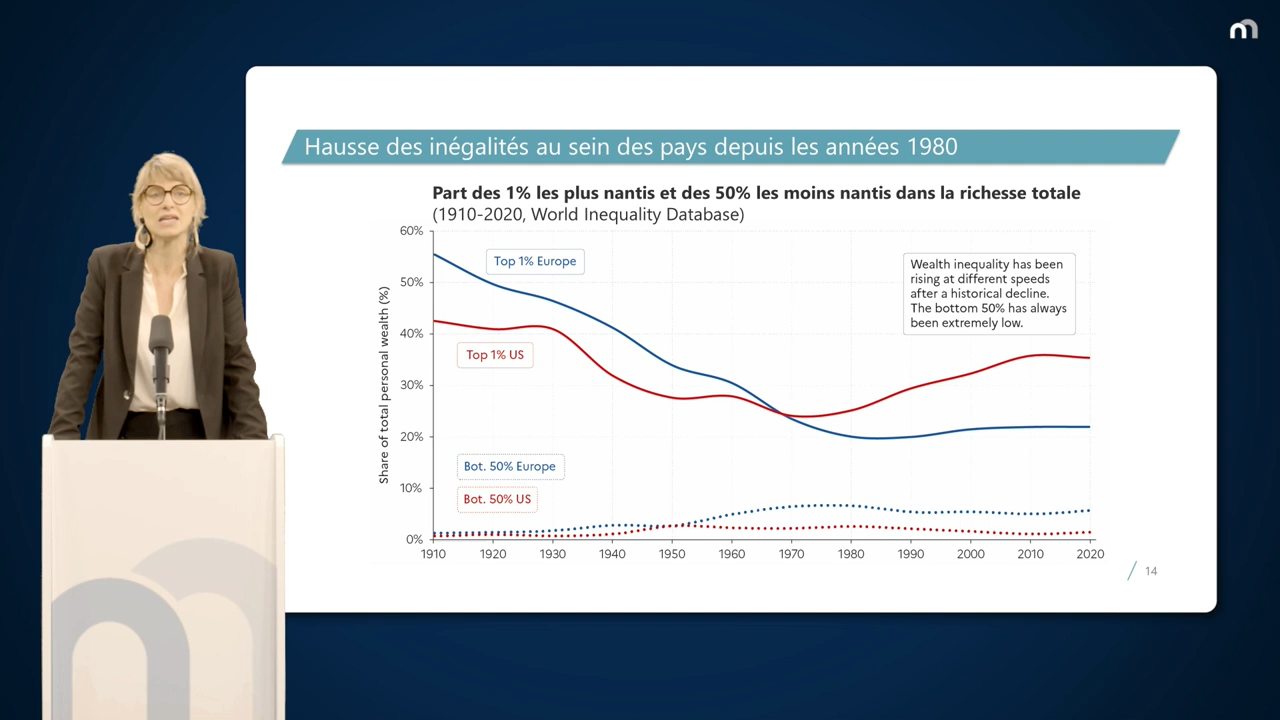 Hausse des inégalités au sein des pays depuis les années 1980
Part des 1% les plus nantis et des 50% les moins nantis dans la richesse totale
(1910-2020, World Inequality Database)
Share of total personal wealth (%)
60%
50%
40%
30%
20%
10%
0%
Top 1% Europe
Top 1% US
Bot. 50% Europe
Bot. 50% US
Wealth inequality has been
rising at different speeds
after a historical decline.
The bottom 50% has always
been extremely low.
1910 1920 1930 1940 1950 1960 1970 1980 1990 2000 2010 2020
14